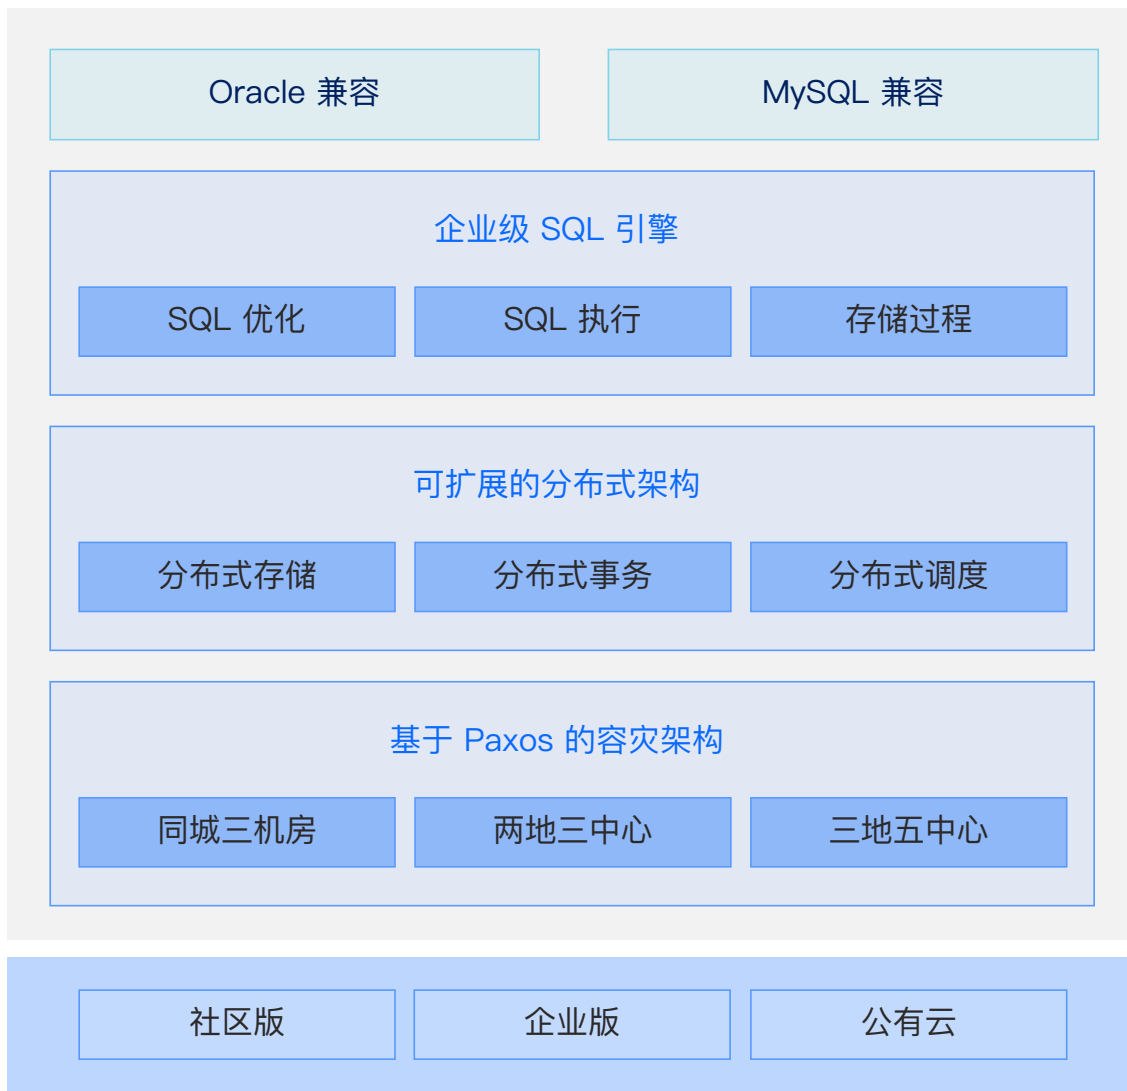 Oracle 兼容
MySQL 兼容
企业级 SQL 引擎
SQL 优化
SQL 执行
存储过程
可扩展的分布式架构
分布式存储
分布式事务
分布式调度
基于 Paxos 的容灾架构
同城三机房
两地三中心
三地五中心
社区版
企业版
公有云